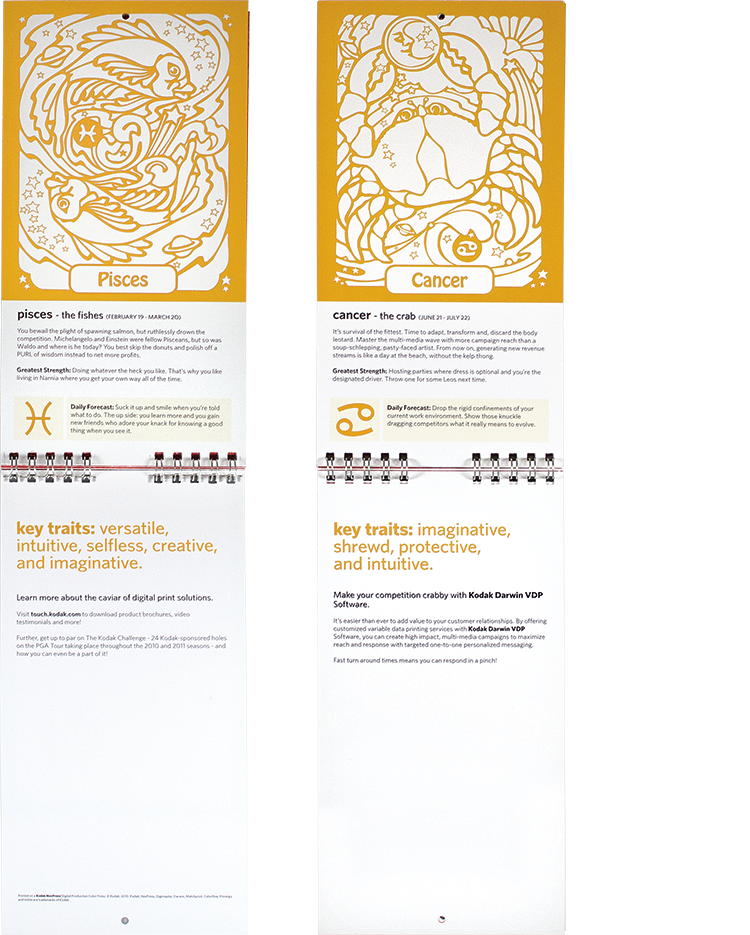 Pisces
pisces - the fishes (FEBRUARY 19 - MARCH 20)
You bewail the plight of spawning salmon, but ruthlessly drown the
competition. Michelangelo and Einstein were fellow Pisceans, but so was
Waldo and where is he today? You best skip the donuts and polish off a
PURL of wisdom instead to net more profits.
Greatest Strength: Doing whatever the heck you like. That's why you like
living in Narnia where you get your own way all of the time.
Daily Forecast: Suck it up and smile when you're told
what to do. The up side: you learn more and you gain
new friends who adore your knack for knowing a good
thing when you see it.
key traits: versatile,
intuitive, selfless, creative,
and imaginative.
Learn more about the caviar of digital print solutions.
Visit touch.kodak.com to download product brochures, video
testimonials and more!
Further, get up to par on The Kodak Challenge - 24 Kodak-sponsored holes
on the PGA Tour taking place throughout the 2010 and 2011 seasons - and
how you can even be a part of it!
Cancer
cancer - the crab (JUNE 21 - JULY 22)
It's survival of the fittest. Time to adapt, transform and, discard the body
leotard. Master the multi-media wave with more campaign reach than a
soup-schlepping, pasty-faced artist. From now on, generating new revenue
streams is like a day at the beach, without the kelp thong.
Greatest Strength: Hosting parties where dress is optional and you're the
designated driver. Throw one for some Leos next time.
Daily Forecast: Drop the rigid confinements of your
current work environment. Show those knuckle
dragging competitors what it really means to evolve.
key traits: imaginative,
shrewd, protective,
and intuitive.
Make your competition crabby with Kodak Darwin VDP
Software.
It's easier than ever to add value to your customer relationships. By offering
customized variable data printing services with Kodak Darwin VDP
Software, you can create high impact, multi-media campaigns to maximize
reach and response with targeted one-to-one personalized messaging.
Fast turn around times means you can respond in a pinch!